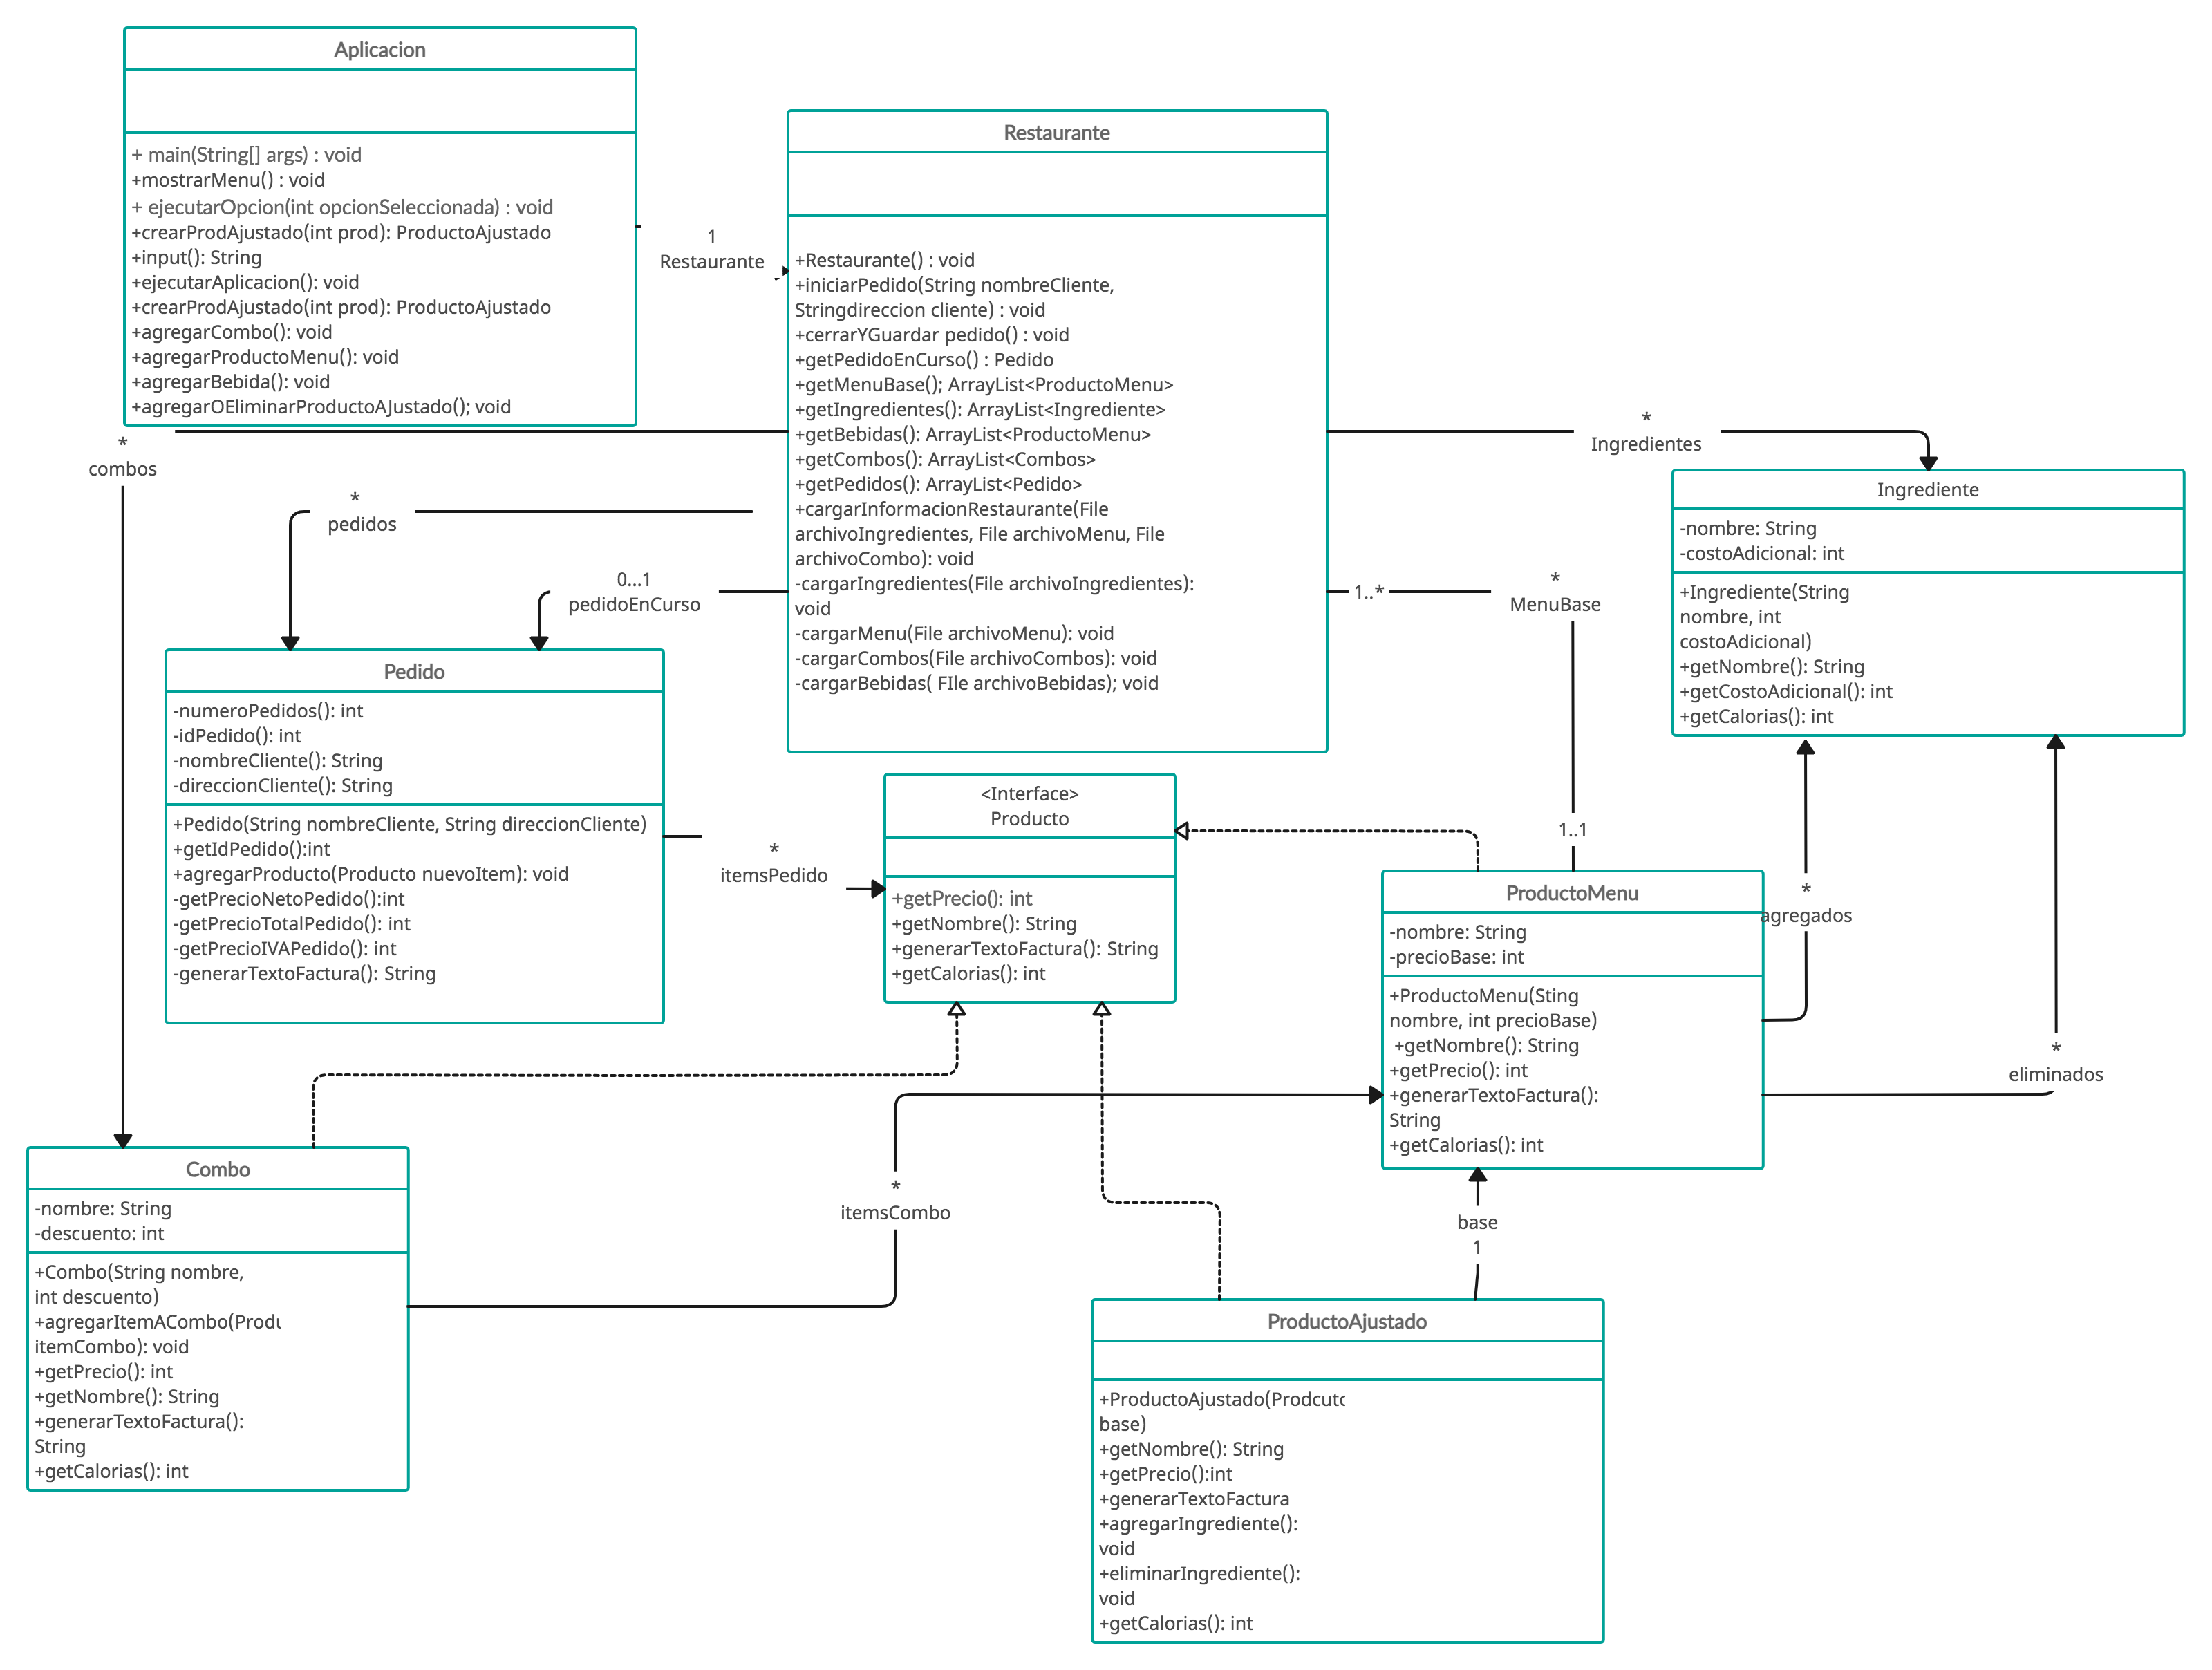 Aplicacion
+ main(String[] args) : void
+mostrarMenu() : void
+ ejecutarOpcion(int opcionSeleccionada) : void
+crearProdAjustado(int prod): ProductoAjustado
+input(): String
+ejecutarAplicacion(): void
+crearProdAjustado(int prod): ProductoAjustado
+agregarCombo(): void
+agregarProductoMenu(): void
+agregarBebida(): void
+agregarOEliminarProductoAJustado(); void
1
Restaurante
Restaurante
+Restaurante() : void
+iniciarPedido(String nombreCliente,
Stringdireccion cliente) : void
+cerrarYGuardar pedido() : void
+getPedidoEnCurso() : Pedido
+getMenuBase(); ArrayList<ProductoMenu>
+getIngredientes(): ArrayList<Ingrediente>
+getBebidas(): ArrayList<ProductoMenu>
+getCombos(): ArrayList<Combos>
+getPedidos(): ArrayList<Pedido>
+cargarInformacionRestaurante(File
archivoIngredientes, File archivoMenu, File
archivoCombo): void
-cargarIngredientes(File archivoIngredientes):
void
-cargarMenu(File archivoMenu): void
-cargarCombos(File archivoCombos): void
-cargarBebidas( FIle archivoBebidas); void
*
combos
*
pedidos
0...1
pedidoEnCurso
*
Ingredientes
1..*
*
MenuBase
1..1
Ingrediente
-nombre: String
-costoAdicional: int
+Ingrediente(String
nombre, int
costoAdicional)
+getNombre(): String
+getCostoAdicional(): int
+getCalorias(): int
Pedido
-numeroPedidos(): int
-idPedido(): int
-nombreCliente(): String
-direccionCliente(): String
+Pedido(String nombreCliente, String direccionCliente)
+getIdPedido():int
+agregarProducto(Producto nuevoItem): void
-getPrecioNetoPedido():int
-getPrecioTotalPedido(): int
-getPrecioIVAPedido(): int
-generarTextoFactura(): String
*
itemsPedido
<Interface>
Producto
+getPrecio(): int
+getNombre(): String
+generarTextoFactura(): String
+getCalorias(): int
ProductoMenu
-nombre: String
-precioBase: int
+ProductoMenu(Sting
nombre, int precioBase)
+getNombre(): String
+getPrecio(): int
+generarTextoFactura():
String
+getCalorias(): int
*
agregados
*
eliminados
Combo
-nombre: String
-descuento: int
+Combo(String nombre,
int descuento)
+agregarItemACombo(Produ
itemCombo): void
+getPrecio(): int
+getNombre(): String
+generarTextoFactura():
String
+getCalorias(): int
*
itemsCombo
base
1
ProductoAjustado
+ProductoAjustado(Prodcuto
base)
+getNombre(): String
+getPrecio():int
+generarTextoFactura
+agregarIngrediente():
void
+eliminarIngrediente():
void
+getCalorias(): int